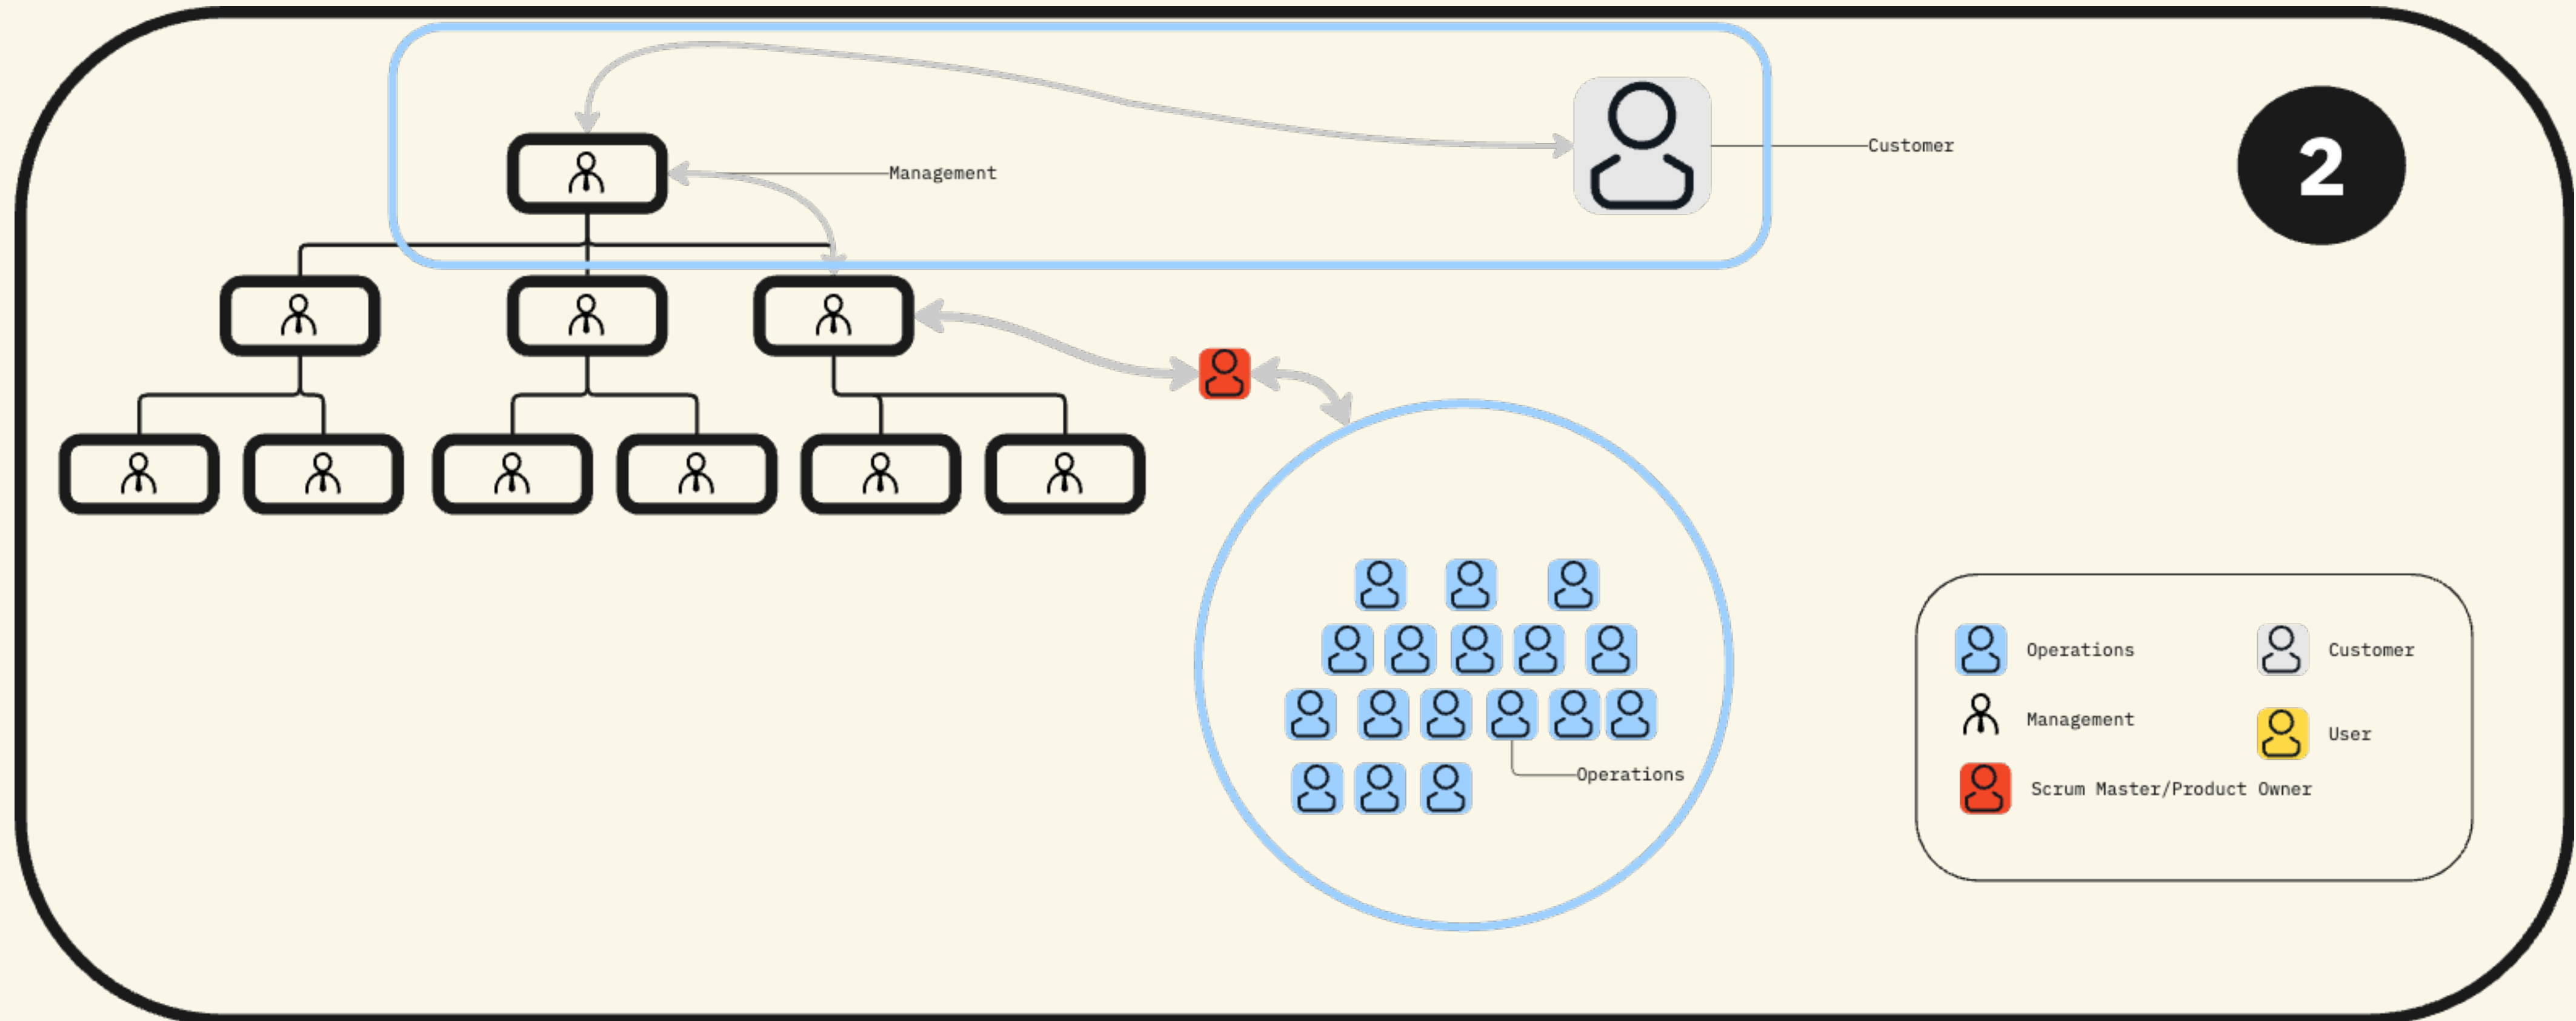 Customer
2
Management
Operations
Operations
Customer
Management
User
Scrum Master/Product Owner